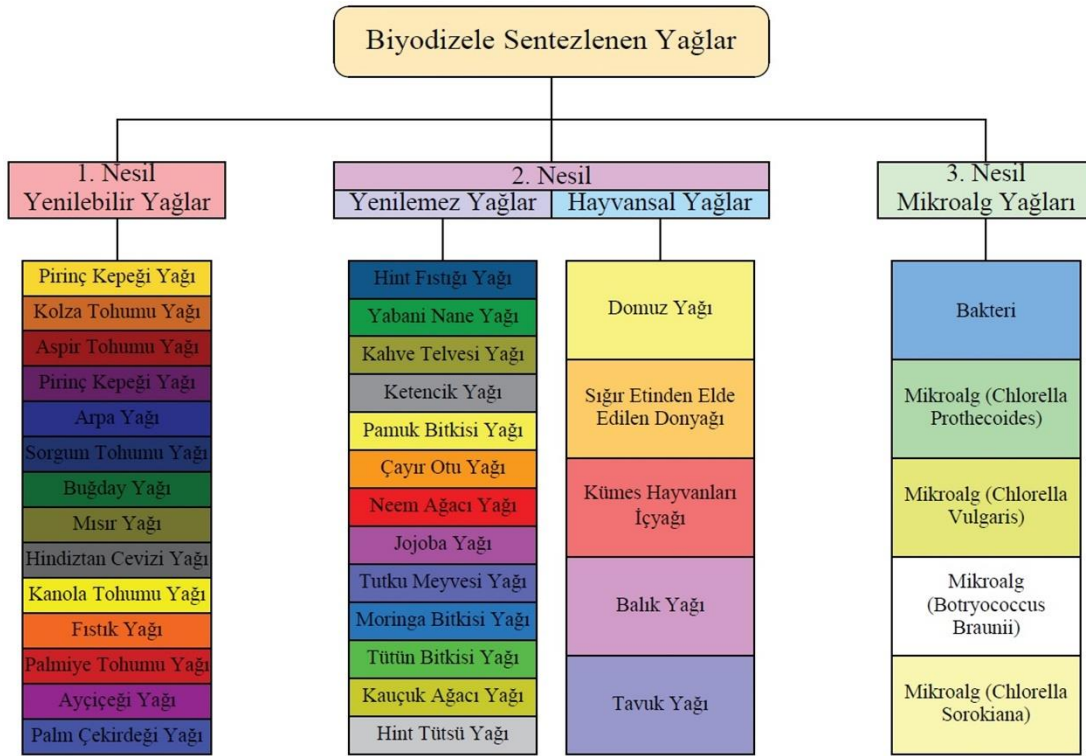 Biyodizele Sentezlenen Yağlar
1. Nesil
Yenilebilir Yağlar
Pirinç Kepeği Yağı
Kolza Tohumu Yağı
Aspir Tohumu Yağı
Pirinç Kepeği Yağı
Arpa Yağı
Sorgum Tohumu Yağı
Buğday Yağı
Mısır Yağı
Hindiztan Cevizi Yağı
Kanola Tohumu Yağı
Fıstık Yağı
Palmiye Tohumu Yağı
Ayçiçeği Yağı
Palm Çekirdeği Yağı
2. Nesil
Yenilemez Yağlar
Hint Fıstığı Yağı
Yabani Nane Yağı
Kahve Telvesi Yağı
Ketencik Yağı
Pamuk Bitkisi Yağı
Çayır Otu Yağı
Neem Ağacı Yağı
Jojoba Yağı
Tutku Meyvesi Yağı
Moringa Bitkisi Yağı
Tütün Bitkisi Yağı
Kauçuk Ağacı Yağı
Hint Tütsü Yağı
Hayvansal Yağlar
Domuz Yağı
Sığır Etinden Elde
Edilen Donyağı
Kümes Hayvanları
İçyağı
Balık Yağı
Tavuk Yağı
3. Nesil
Mikroalg Yağları
Bakteri
Mikroalg (Chlorella
Prothecoides)
Mikroalg (Chlorella
Vulgaris)
Mikroalg
(Botryococcus
Braunii)
Mikroalg (Chlorella
Sorokiana)